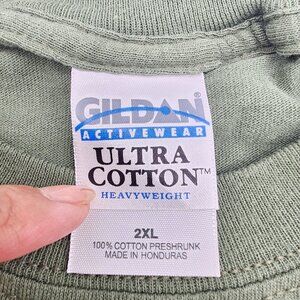 GILDAN
ACTIVEWEAR
ULTRA
COTTON™
HEAVYWEIGHT
2XL
100% COTTON PRESHRUNK
MADE IN HONDURAS